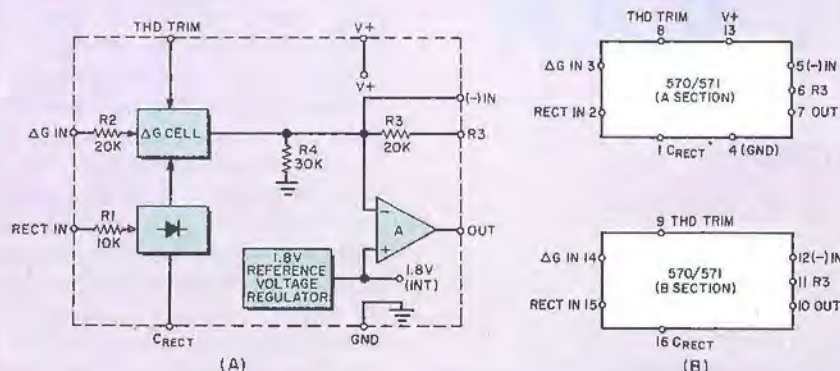 THD TRIM
V+
V+
(-)IN
ΔG IN
R2
20K
ΔG CELL
R4
30K
R3
20K
R3
RECT IN
R1
10K
-
A
+
OUT
1.8V
REFERENCE
VOLTAGE
REGULATOR
1.8V
(INT)
CRECT
GND
(A)
THD TRIM
8
V+
13
ΔG IN 3
5(-)IN
570/571
(A SECTION)
6 R3
RECT IN 2
7 OUT
1 CRECT
4 (GND)
9 THD TRIM
ΔG IN 14
12(-)IN
570/571
(B SECTION)
11 R3
RECT IN 15
10 OUT
16 CRECT
(B)